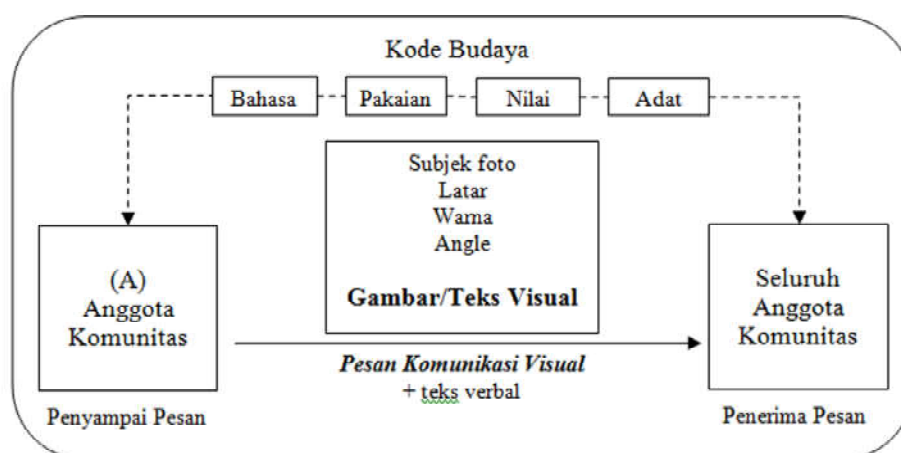 Kode Budaya
Bahasa
Pakaian
Nilai
Adat
Subjek foto
Latar
Warna
Angle
Gambar/Teks Visual
(A)
Anggota
Komunitas
Seluruh
Anggota
Komunitas
Pesan Komunikasi Visual
+ teks verbal
Penyampai Pesan
Penerima Pesan